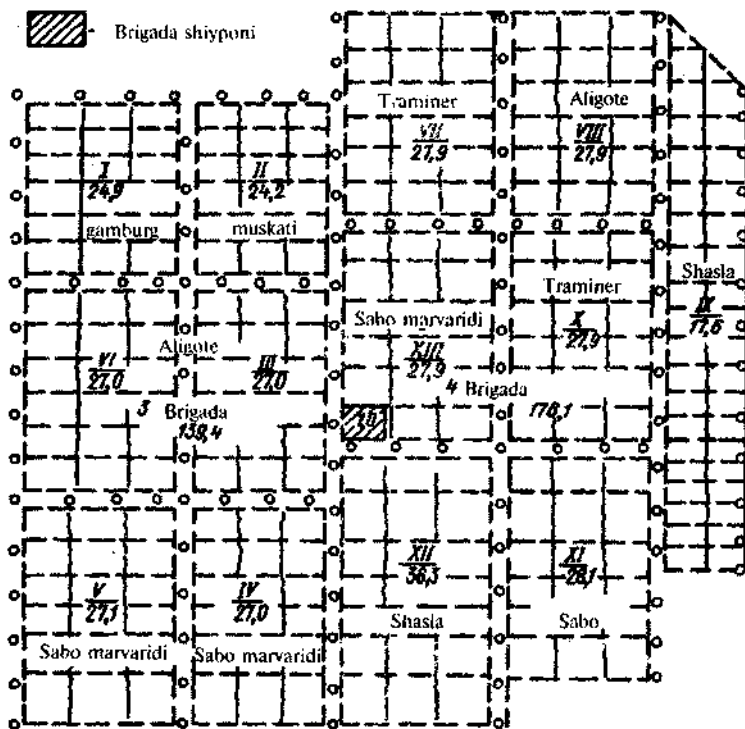 - Brigada shiyponi
Traminer
VII
27,9
Aligote
VIII
27,9
I
24,9
gamburg
II
24,2
muskati
Shasla
IX
17,6
Sabo marvaridi
XIII
27,9
Traminer
X
27,9
Aligote
VI
27,0
III
27,0
3 Brigada
139,4
4 Brigada
176,1
XII
36,3
Shasla
XI
28,1
Sabo
V
27,1
Sabo marvaridi
IV
27,0
Sabo marvaridi